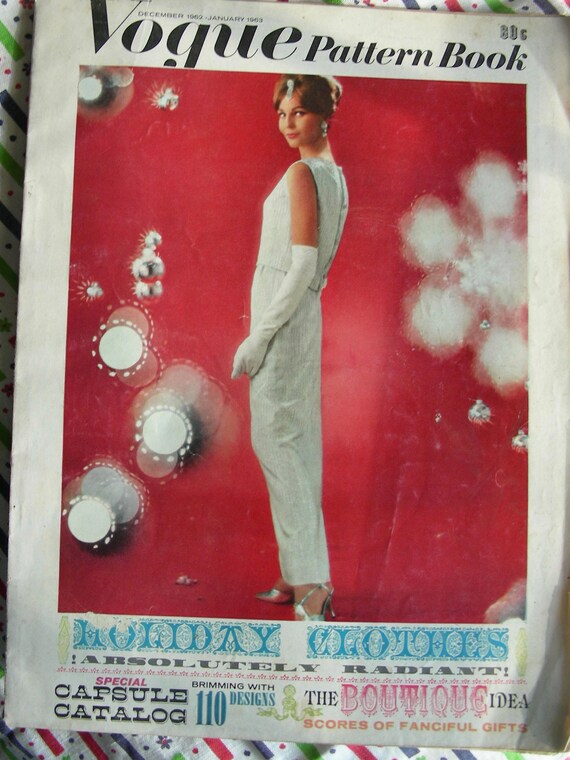 DECEMBER 1962-JANUARY 1963
Vogue Pattern Book
HOLIDAY CLOTHES
!ABSOLUTELY RADIANT!
SPECIAL
CAPSULE
CATALOG
BRIMMING WITH
110 DESIGNS
THE BOUTIQUE IDEA
SCORES OF FANCIFUL GIFTS